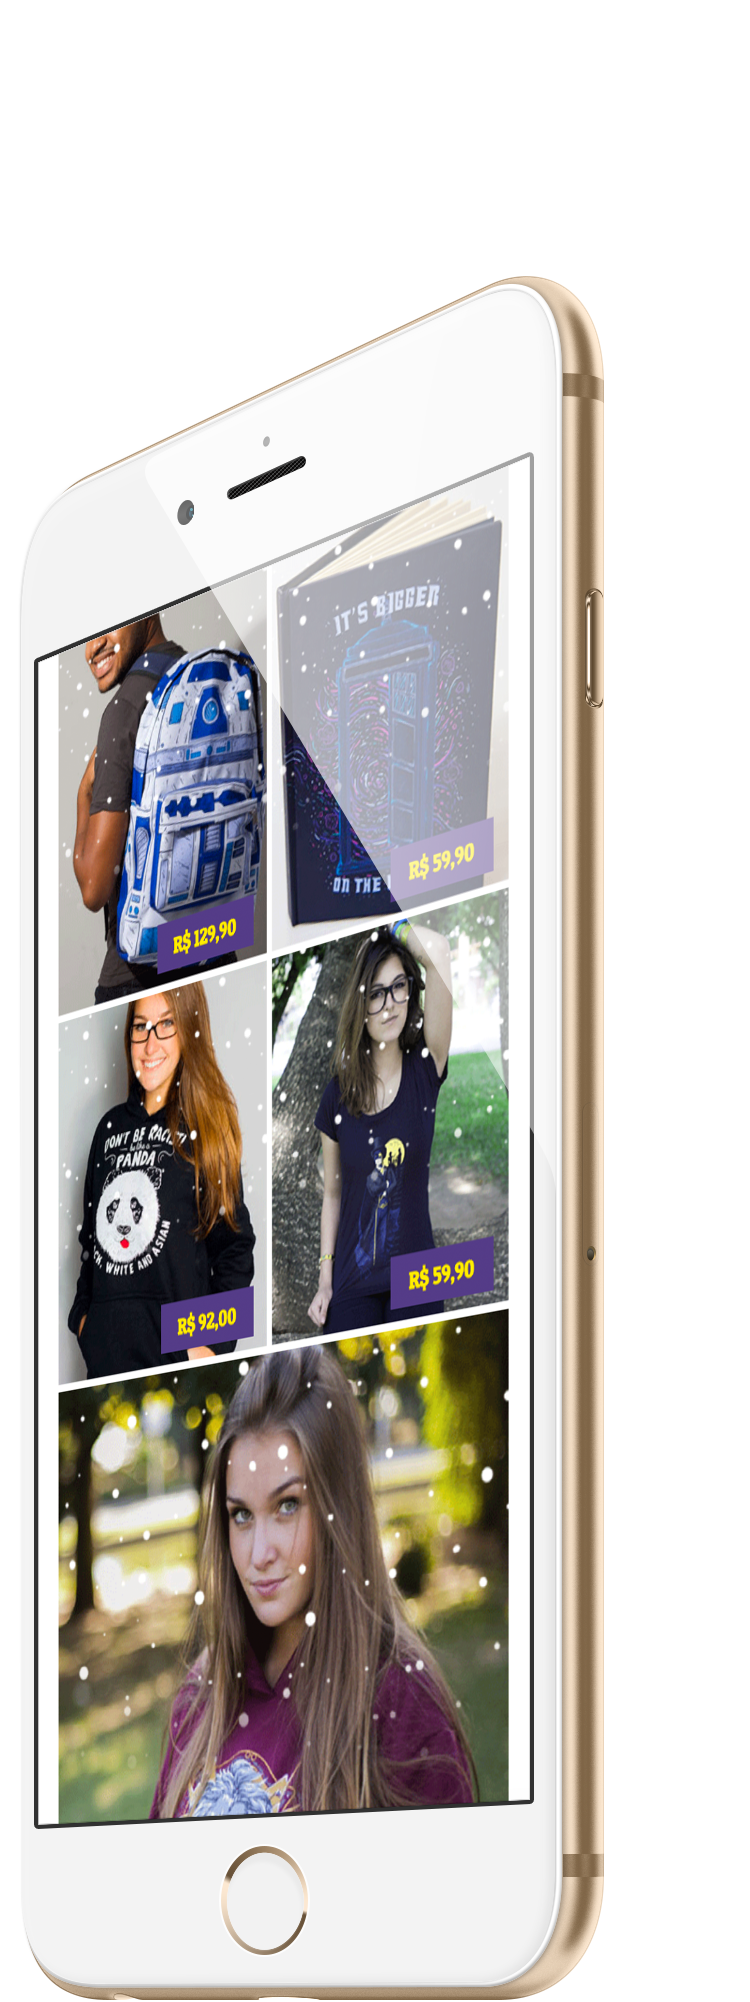 IT'S BIGGER
ON THE
R$ 59,90
R$ 129,90
DON'T BE RACIST!
be like a
PANDA
WHITE AND ASIAN
R$ 92,00
R$ 59,90